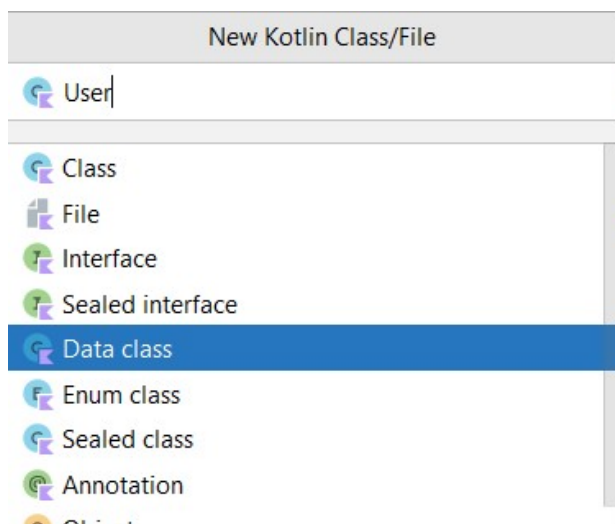 New Kotlin Class/File
User
Class
File
Interface
Sealed interface
Data class
Enum class
Sealed class
Annotation